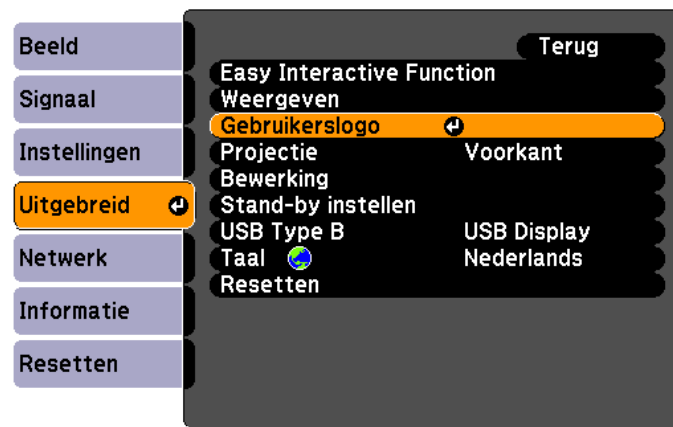 Beeld
Signaal
Instellingen
Uitgebreid
Netwerk
Informatie
Resetten
Terug
Easy Interactive Function
Weergeven
Gebruikerslogo
Projectie Voorkant
Bewerking
Stand-by instellen
USB Type B USB Display
Taal Nederlands
Resetten